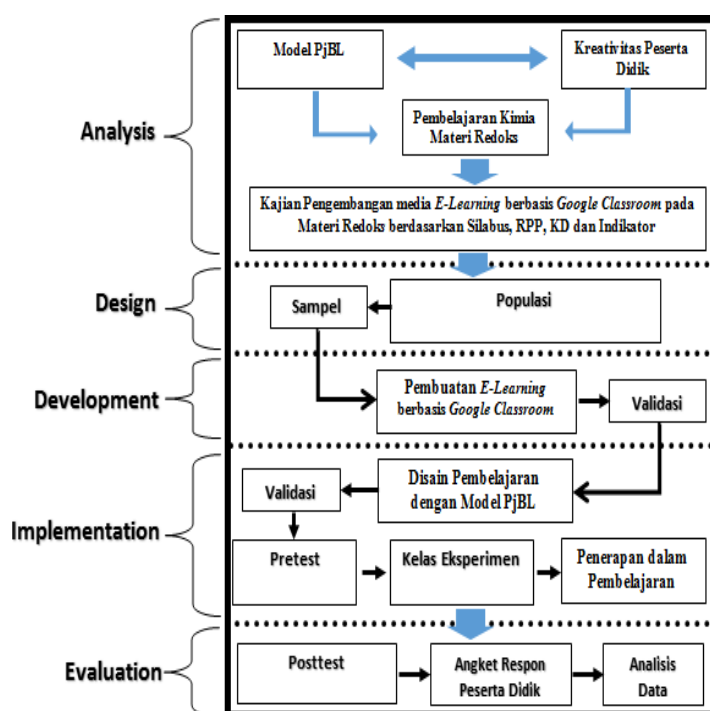 Analysis
Model PjBL
Kreativitas Peserta
Didik
Pembelajaran Kimia
Materi Redoks
Kajian Pengembangan media E-Learning berbasis Google Classroom pada
Materi Redoks berdasarkan Silabus, RPP, KD dan Indikator
Design
Sampel
Populasi
Development
Pembuatan E-Learning
berbasis Google Classroom
Validasi
Implementation
Validasi
Disain Pembelajaran
dengan Model PjBL
Pretest
Kelas Eksperimen
Penerapan dalam
Pembelajaran
Evaluation
Posttest
Angket Respon
Peserta Didik
Analisis
Data